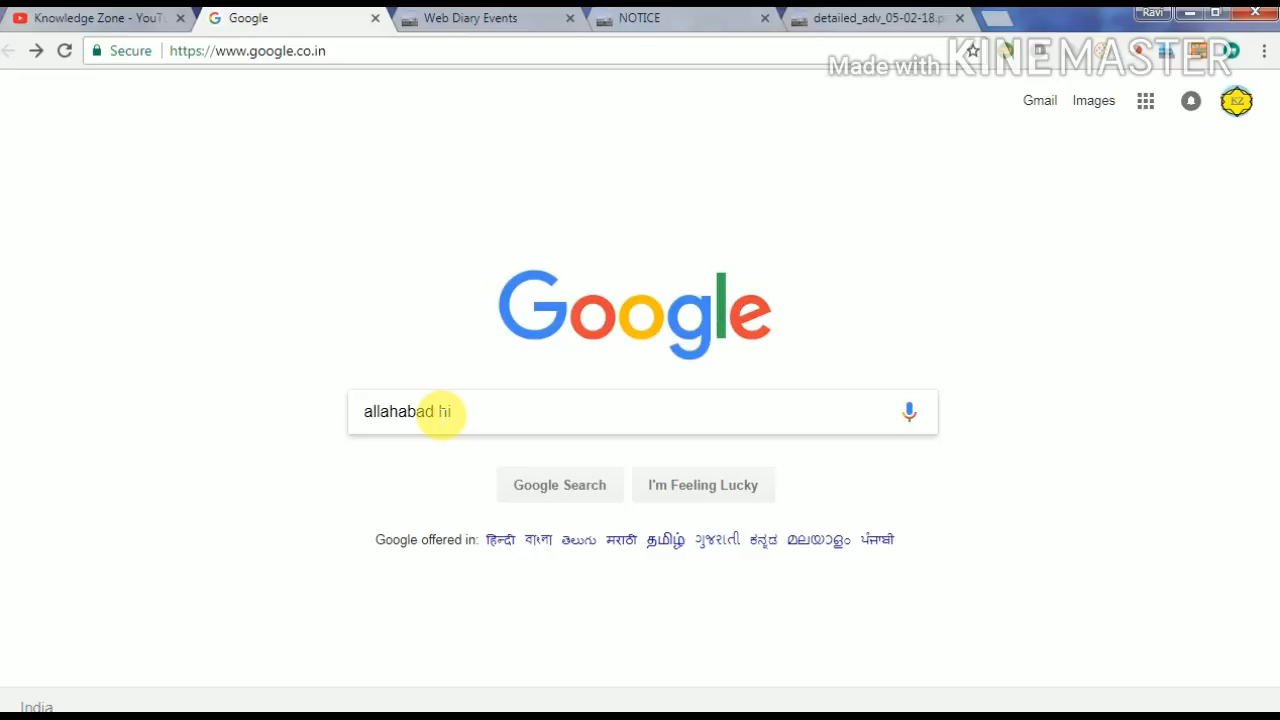 Knowledge Zone - YouT
Google
Web Diary Events
NOTICE
detailed_adv_05-02-18.p
Ravi
Secure
https://www.google.co.in
Made with KINEMASTER
Gmail
Images
KZ
Google
allahabad hi
Google Search
I'm Feeling Lucky
Google offered in: हिन्दी বাংলা తెలుగు मराठी தமிழ் ગુજરાતી ಕನ್ನಡ മലയാളം ਪੰਜਾਬੀ
India